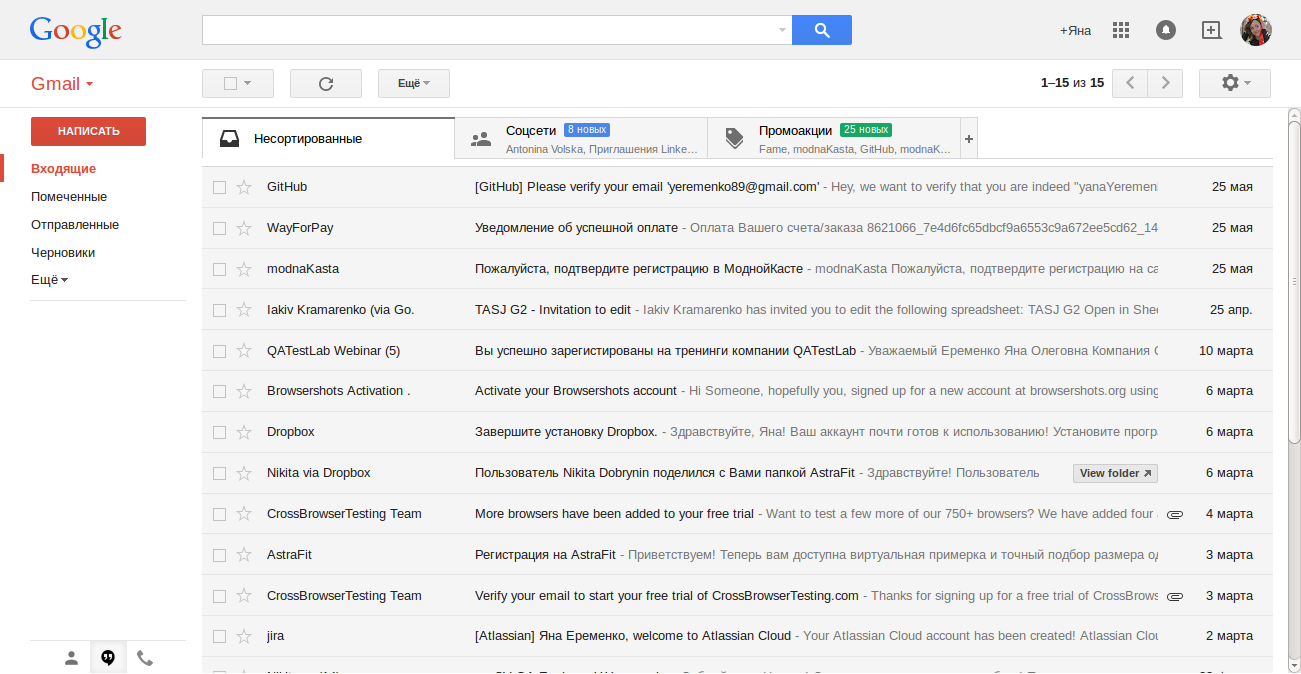 Google
+Яна
Gmail
Ещё
1–15 из 15
НАПИСАТЬ
Входящие
Помеченные
Отправленные
Черновики
Ещё
Несортированные
Соцсети 8 новых
Antonina Volska, Приглашения Linke…
Промоакции 25 новых
Fame, modnaKasta, GitHub, modnaK…
+
GitHub [GitHub] Please verify your email 'yeremenko89@gmail.com' - Hey, we want to verify that you are indeed "yanaYeremen 25 мая
WayForPay Уведомление об успешной оплате - Оплата Вашего счета/заказа 8621066_7e4d6fc65dbcf9a6553c9a672ee5cd62_14 25 мая
modnaKasta Пожалуйста, подтвердите регистрацию в МоднойКасте - modnaKasta Пожалуйста, подтвердите регистрацию на са 25 мая
Iakiv Kramarenko (via Go. TASJ G2 - Invitation to edit - Iakiv Kramarenko has invited you to edit the following spreadsheet: TASJ G2 Open in Shee 25 апр.
QATestLab Webinar (5) Вы успешно зарегистированы на тренинги компании QATestLab - Уважаемый Еременко Яна Олеговна Компания 10 марта
Browsershots Activation . Activate your Browsershots account - Hi Someone, hopefully you, signed up for a new account at browsershots.org using 6 марта
Dropbox Завершите установку Dropbox. - Здравствуйте, Яна! Ваш аккаунт почти готов к использованию! Установите програ 6 марта
Nikita via Dropbox Пользователь Nikita Dobrynin поделился с Вами папкой AstraFit - Здравствуйте! Пользователь View folder 6 марта
CrossBrowserTesting Team More browsers have been added to your free trial - Want to test a few more of our 750+ browsers? We have added four 4 марта
AstraFit Регистрация на AstraFit - Приветствуем! Теперь вам доступна виртуальная примерка и точный подбор размера од 3 марта
CrossBrowserTesting Team Verify your email to start your free trial of CrossBrowserTesting.com - Thanks for signing up for a free trial of CrossBrows 3 марта
jira [Atlassian] Яна Еременко, welcome to Atlassian Cloud - Your Atlassian Cloud account has been created! Atlassian Clou 2 марта